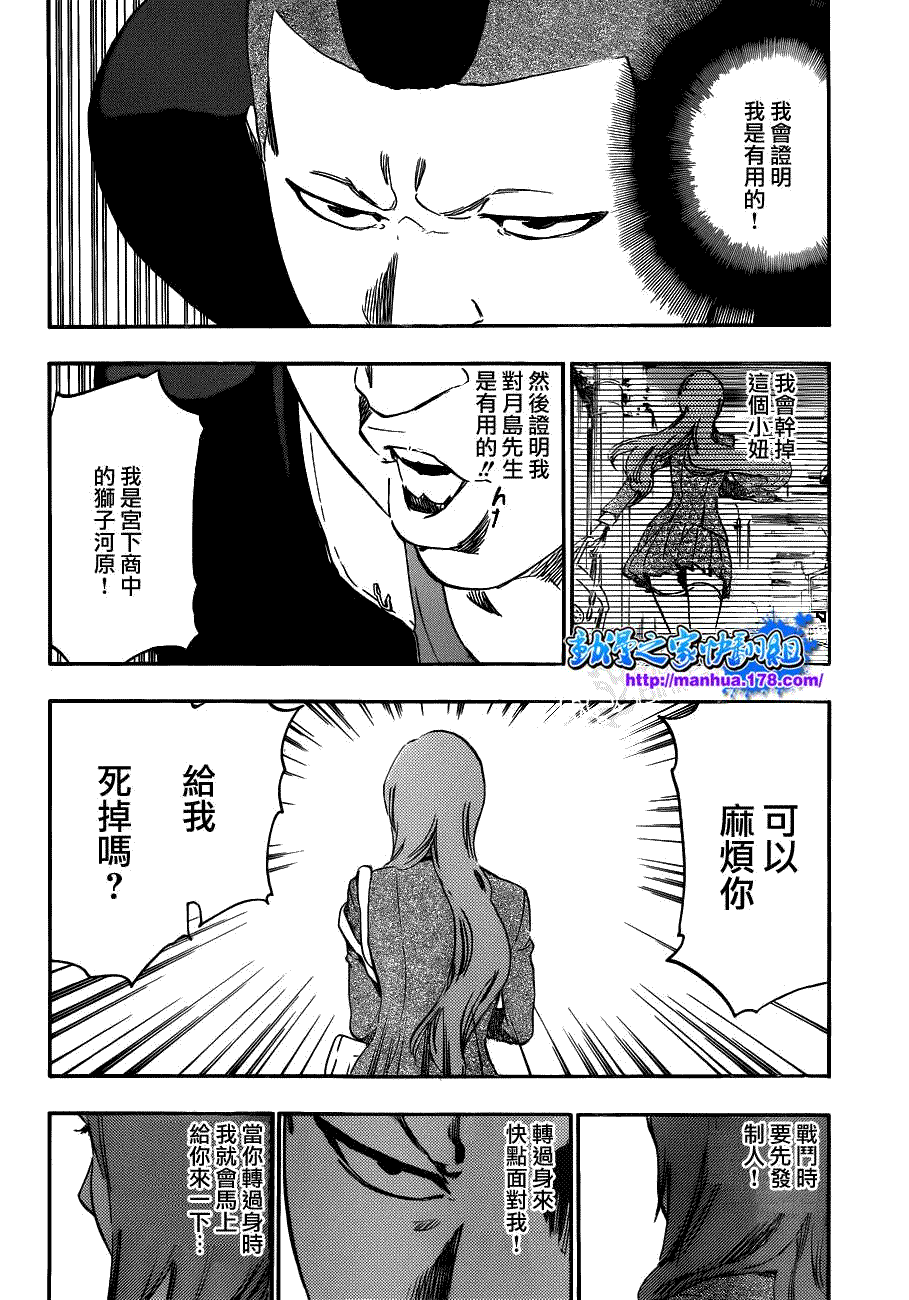 我會證明
我是有用的！
我會幹掉
這個小妞
然後證明我
對月島先生
是有用的!!
我是宮下商中
的獅子河原！
動漫之家快翻組
http://manhua.178.com/
可以
麻煩你
給我
死掉嗎？
戰鬥時
要先發
制人！
轉過身來
快點面對我！
當你轉過身時
我就會馬上
給你來一下…